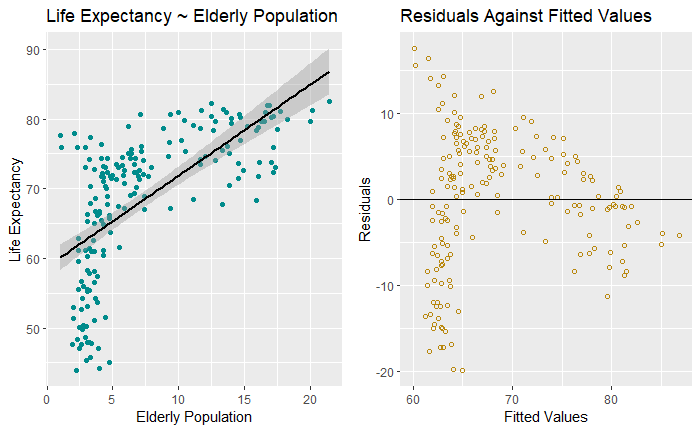 Life Expectancy ~ Elderly Population
90
80
70
60
50
Life Expectancy
0
5
10
15
20
Elderly Population
Residuals Against Fitted Values
10
0
-10
-20
Residuals
60
70
80
Fitted Values